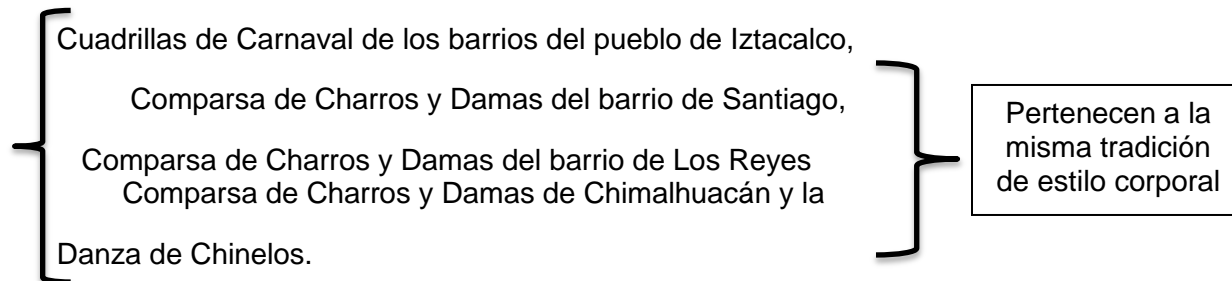 Cuadrillas de Carnaval de los barrios del pueblo de Iztacalco,
Comparsa de Charros y Damas del barrio de Santiago,
Comparsa de Charros y Damas del barrio de Los Reyes
Comparsa de Charros y Damas de Chimalhuacán y la
Danza de Chinelos.
Pertenecen a la
misma tradición
de estilo corporal